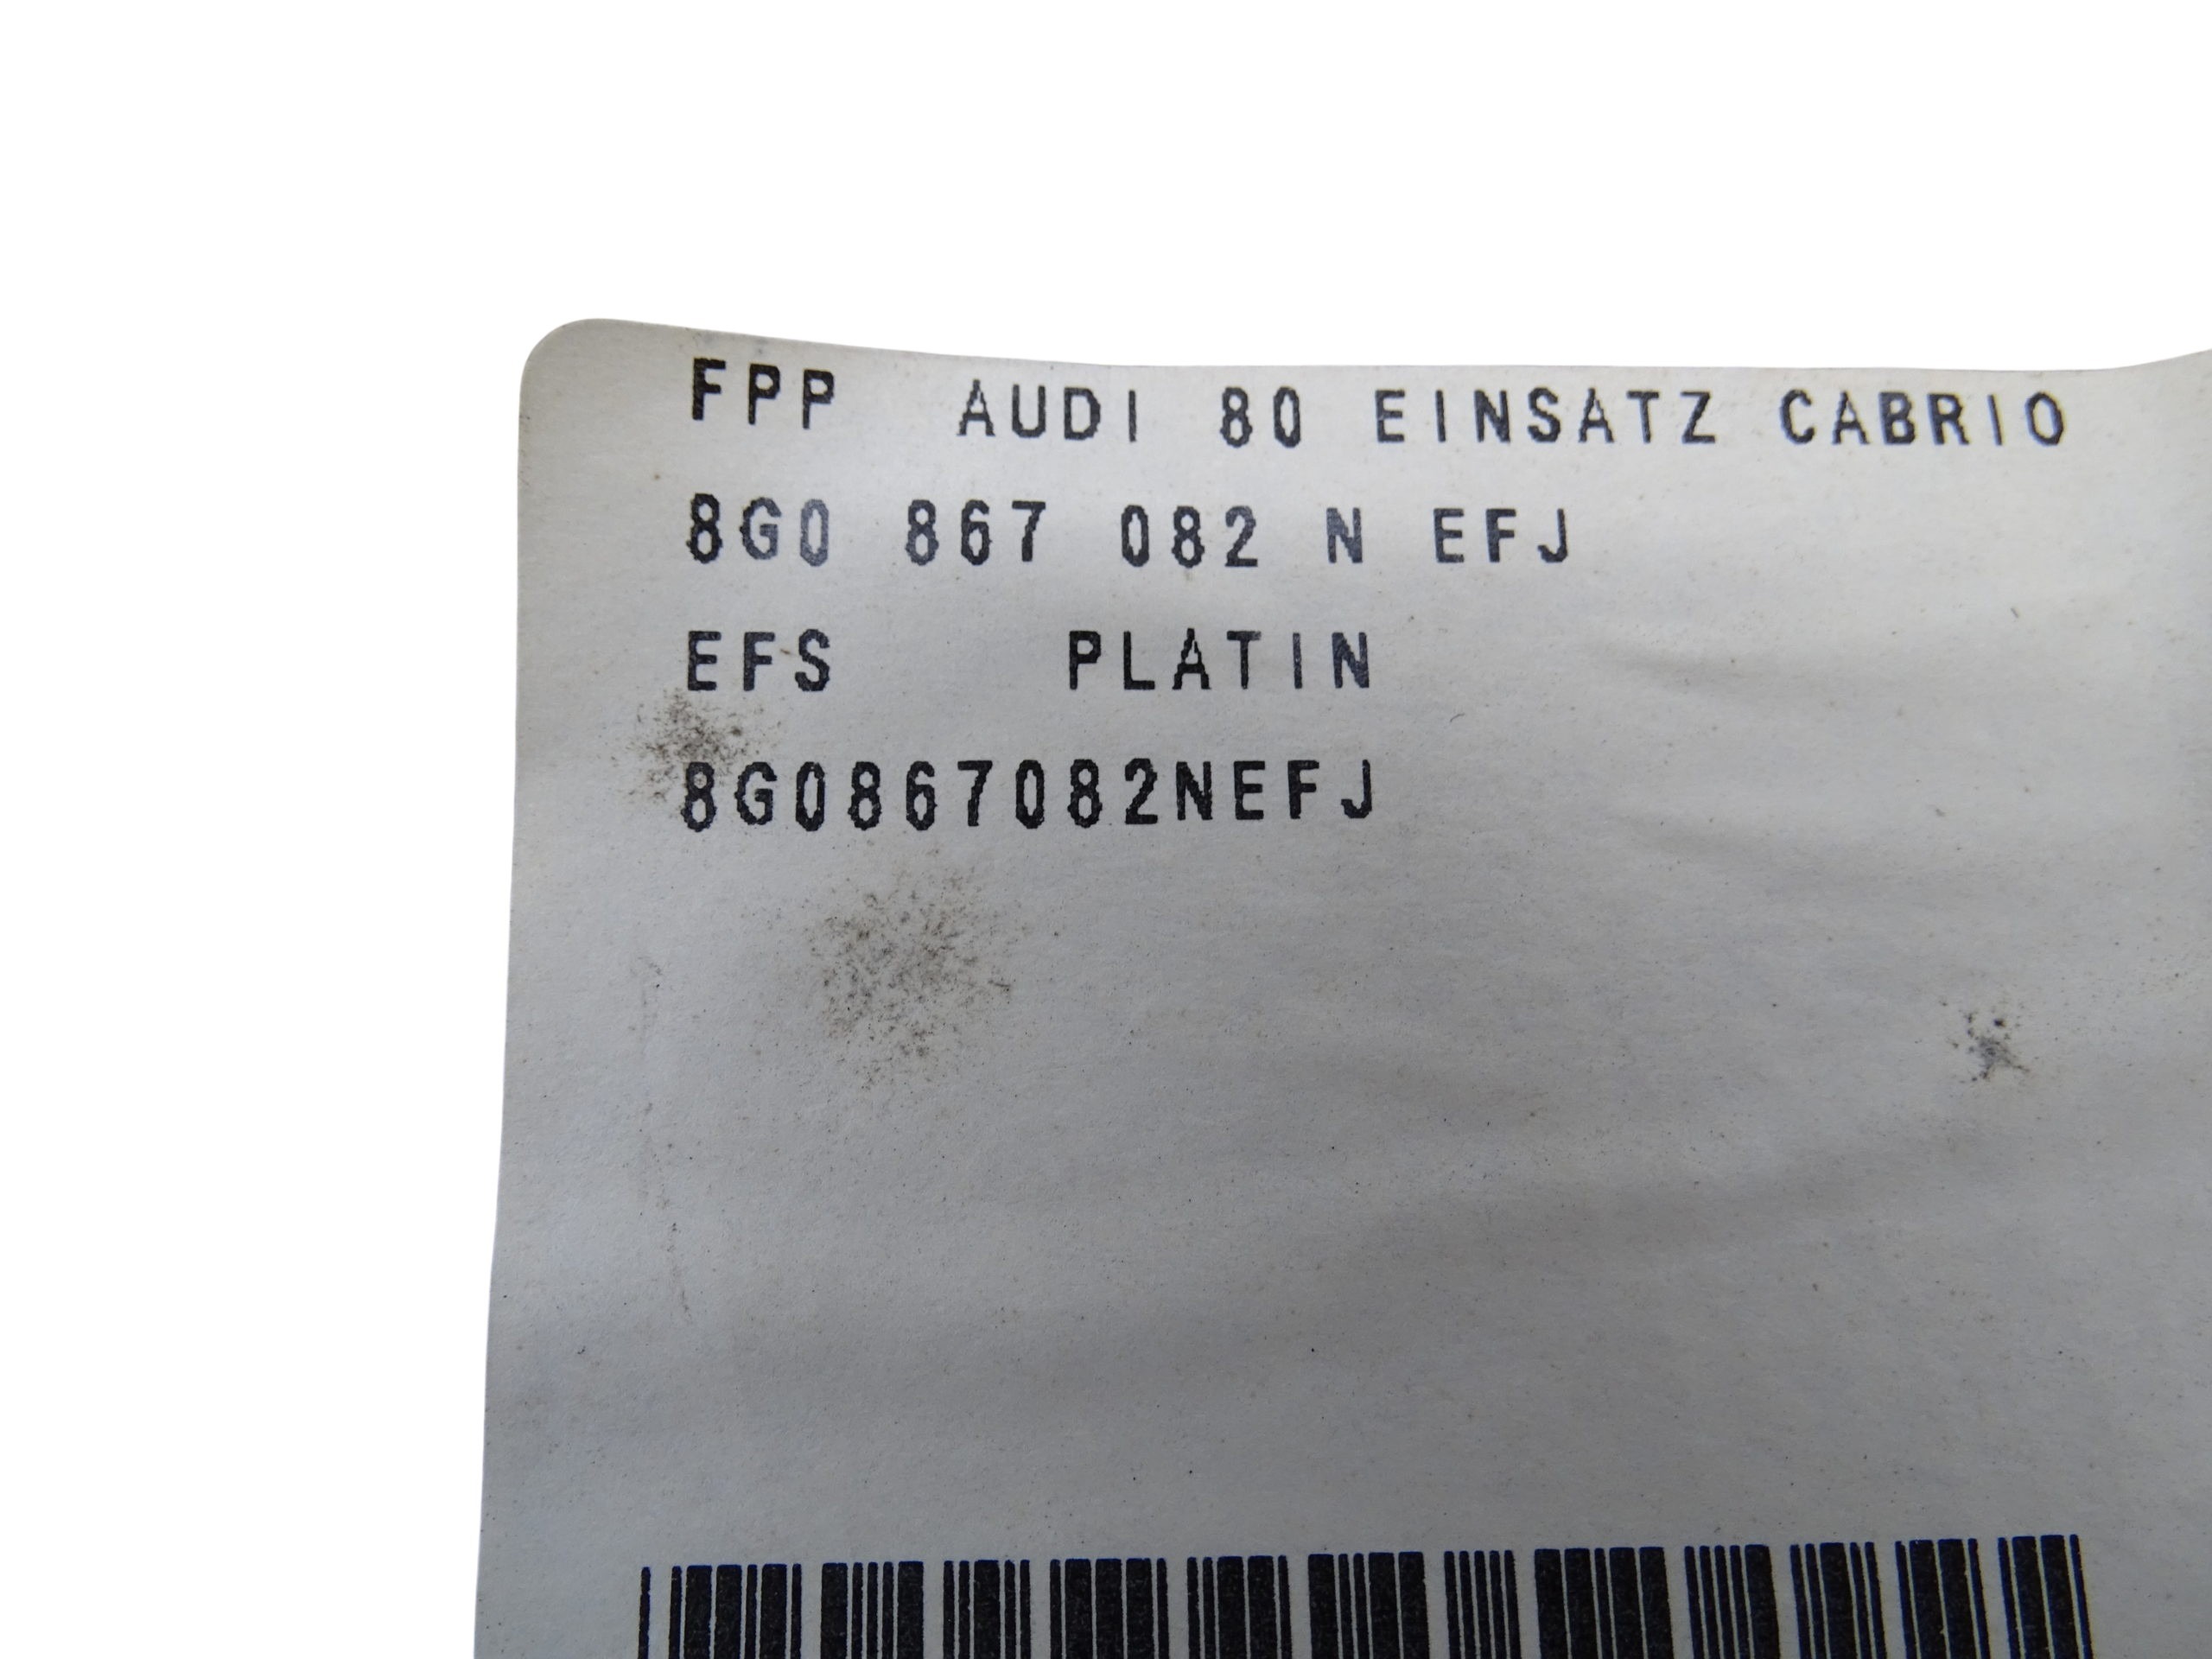 FPP AUDI 80 EINSATZ CABRIO
8G0 867 082 N EFJ
EFS PLATIN
8G0867082NEFJ